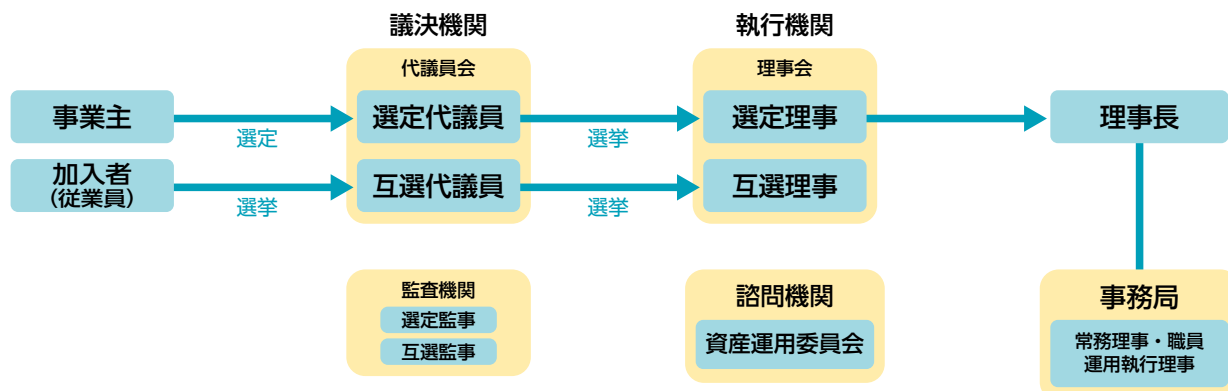 議決機関
執行機関
代議員会
理事会
事業主
選定
選定代議員
選挙
選定理事
理事長
加入者
(従業員)
選挙
互選代議員
選挙
互選理事
監査機関
選定監事
互選監事
諮問機関
資産運用委員会
事務局
常務理事・職員
運用執行理事